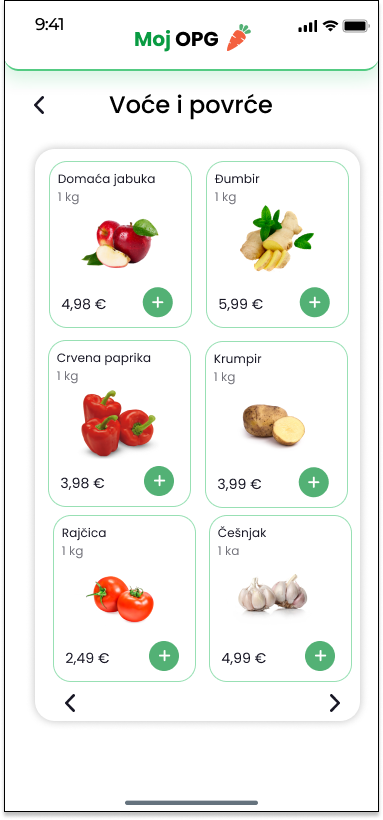 9:41
Moj OPG
Voće i povrće
Domaća jabuka
1 kg
4,98 €
Đumbir
1 kg
5,99 €
Crvena paprika
1 kg
3,98 €
Krumpir
1 kg
3,99 €
Rajčica
1 kg
2,49 €
Češnjak
1 ka
4,99 €